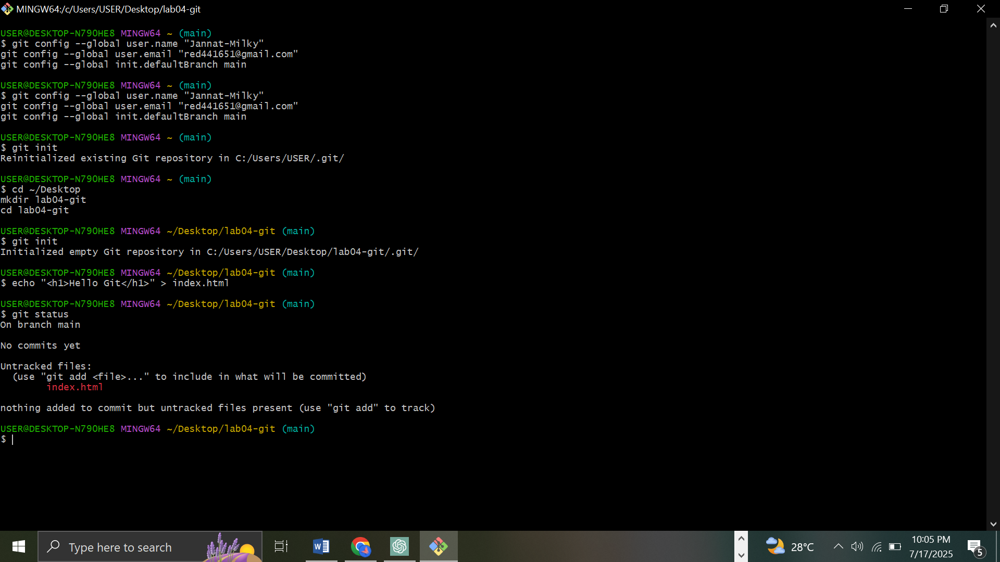 MINGW64:/c/Users/USER/Desktop/lab04-git
USER@DESKTOP-N790HE8 MINGW64 ~ (main)
$ git config --global user.name "Jannat-Milky"
git config --global user.email "red441651@gmail.com"
git config --global init.defaultBranch main
USER@DESKTOP-N790HE8 MINGW64 ~ (main)
$ git config --global user.name "Jannat-Milky"
git config --global user.email "red441651@gmail.com"
git config --global init.defaultBranch main
USER@DESKTOP-N790HE8 MINGW64 ~ (main)
$ git init
Reinitialized existing Git repository in C:/Users/USER/.git/
USER@DESKTOP-N790HE8 MINGW64 ~ (main)
$ cd ~/Desktop
mkdir lab04-git
cd lab04-git
USER@DESKTOP-N790HE8 MINGW64 ~/Desktop/lab04-git (main)
$ git init
Initialized empty Git repository in C:/Users/USER/Desktop/lab04-git/.git/
USER@DESKTOP-N790HE8 MINGW64 ~/Desktop/lab04-git (main)
$ echo "<h1>Hello Git</h1>" > index.html
USER@DESKTOP-N790HE8 MINGW64 ~/Desktop/lab04-git (main)
$ git status
On branch main
No commits yet
Untracked files:
  (use "git add <file>..." to include in what will be committed)
        index.html
nothing added to commit but untracked files present (use "git add" to track)
USER@DESKTOP-N790HE8 MINGW64 ~/Desktop/lab04-git (main)
$
Type here to search
28°C
10:05 PM
7/17/2025
5